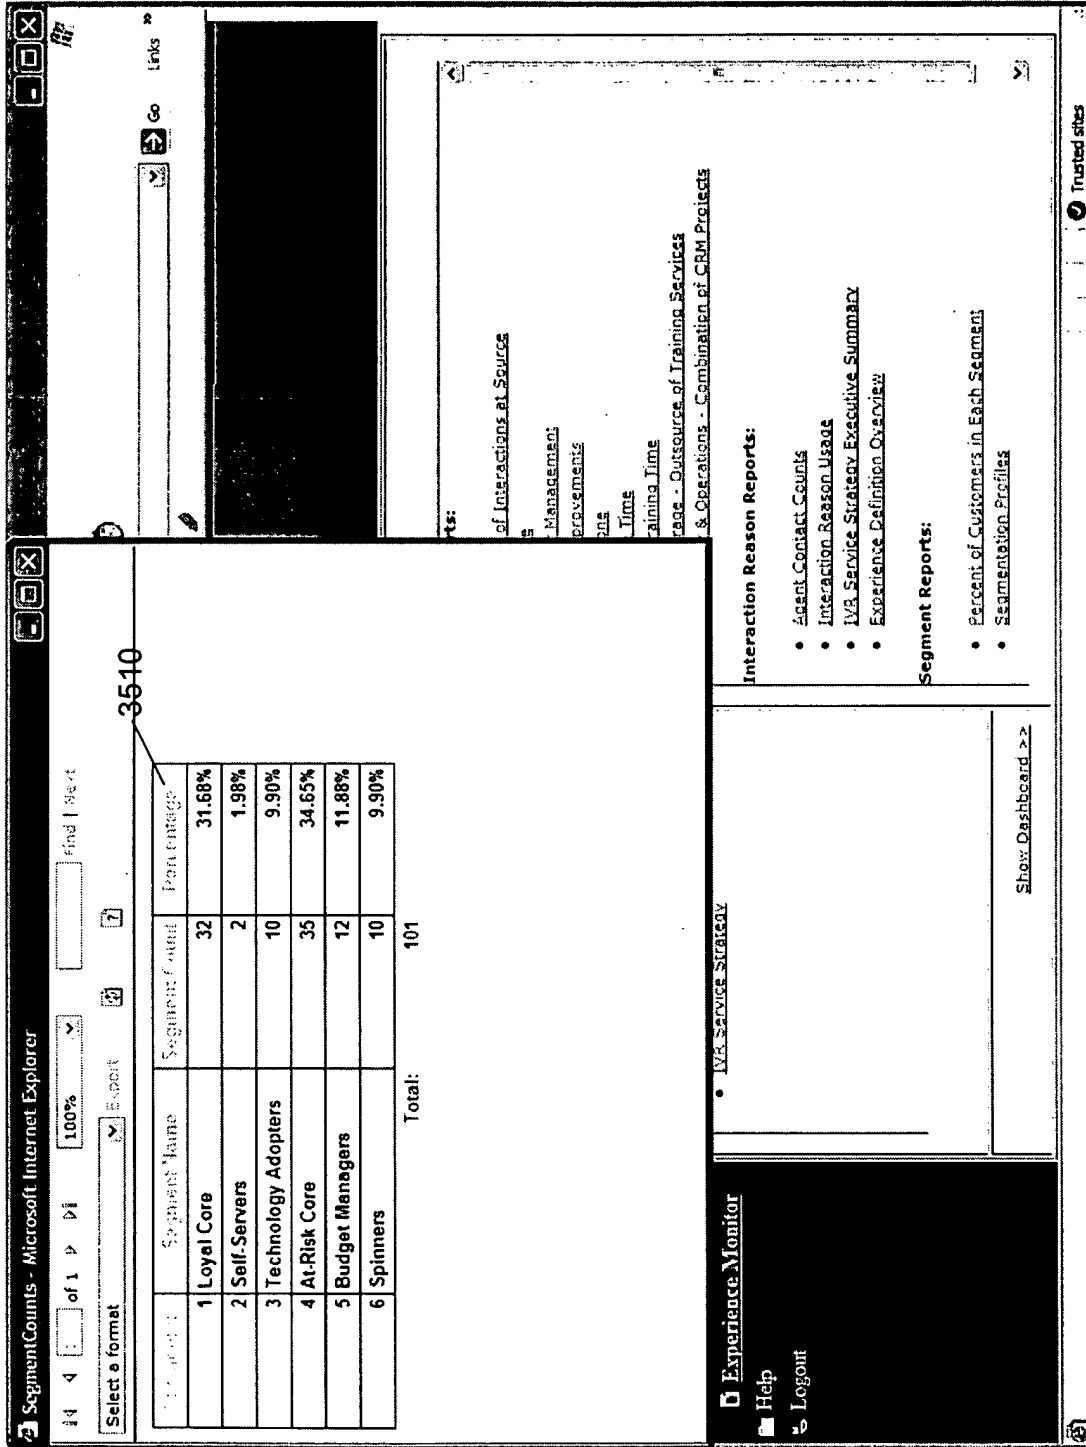 SegmentCounts - Microsoft Internet Explorer
of 1
100%
Find | Next
Select a format
Export
3510
Segment Name Segment Count Percentage
1 Loyal Core 32 31.68%
2 Self-Servers 2 1.98%
3 Technology Adopters 10 9.90%
4 At-Risk Core 35 34.65%
5 Budget Managers 12 11.88%
6 Spinners 10 9.90%
Total: 101
Go
Links »
rts:
of Interactions at Source
Management
provements
one
Time
raining Time
rage - Outsource of Training Services
& Operations - Combination of CRM Projects
Interaction Reason Reports:
• Agent Contact Counts
• Interaction Reason Usage
• IVR Service Strategy Executive Summary
• Experience Definition Overview
Segment Reports:
• Percent of Customers in Each Segment
• Segmentation Profiles
• IVR Service Strategy
Show Dashboard >>
Experience Monitor
Help
Logout
Trusted sites